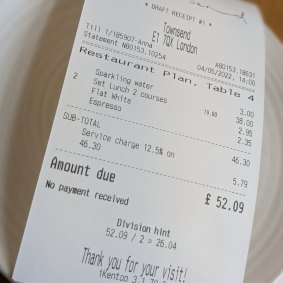 * DRAFT RECEIPT #1 *
Townsend
E1 7QX London
Till 1/185907-Anna AB0153.18631
Statement NB0153.10254 04/05/2022, 14:00
Restaurant Plan, Table 4
Sparkling water 3.00
2 Set Lunch 2 courses 19.00 38.00
Flat White 2.95
Espresso 2.35
SUB-TOTAL 46.30
Service charge 12.5% on
46.30 5.79
Amount due £ 52.09
No payment received
Division hint
52.09 / 2 = 26.04
Thank you for your visit!